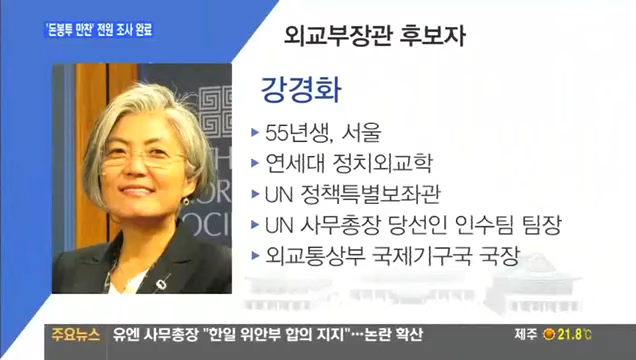 '돈봉투 만찬' 전원 조사 완료
외교부장관 후보자
강경화
▸ 55년생, 서울
▸ 연세대 정치외교학
▸ UN 정책특별보좌관
▸ UN 사무총장 당선인 인수팀 팀장
▸ 외교통상부 국제기구국 국장
TH
KOR
SOCIE
주요뉴스 유엔 사무총장 "한일 위안부 합의 지지"…논란 확산 제주 21.8℃